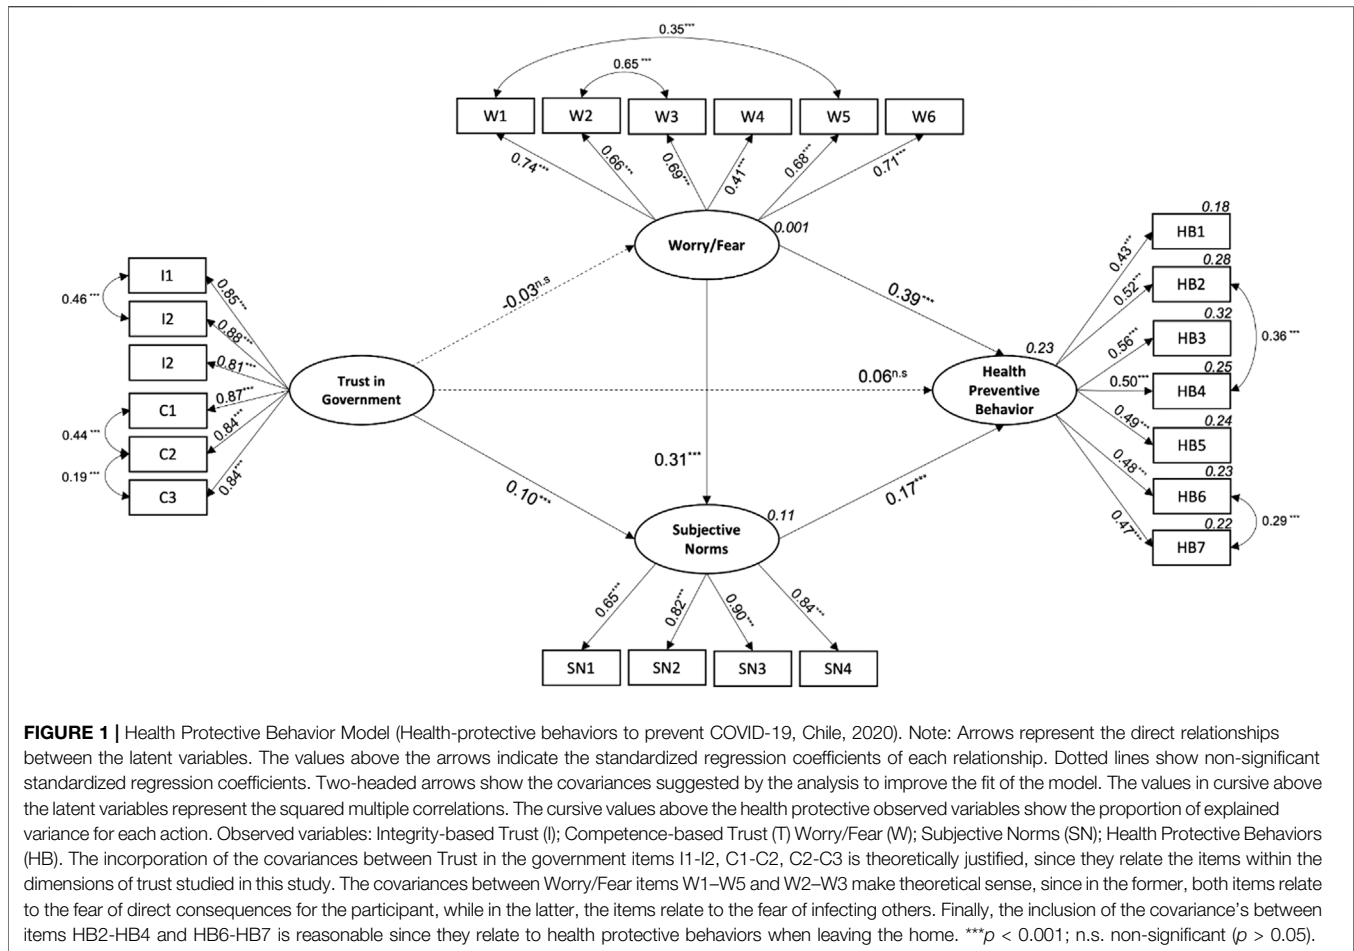 0.35***
0.65***
W1 W2 W3 W4 W5 W6
0.74*** 0.66*** 0.69*** 0.41*** 0.68*** 0.71***
Worry/Fear 0.001
0.18
HB1
0.43***
0.28
HB2
0.52**
0.32
HB3
0.56***
0.36***
0.25
HB4
0.50***
0.24
HB5
0.49***
0.23
HB6
0.48***
0.29***
0.22
HB7
0.47***
I1
0.85***
0.46***
I2
0.88***
I2
0.81***
C1
0.87***
0.44***
C2
0.84***
0.19***
C3
0.84***
Trust in
Government
-0.03n.s
0.39***
0.06n.s
0.23
Health
Preventive
Behavior
0.31***
0.10***
0.17***
0.11
Subjective
Norms
0.65*** 0.82*** 0.90*** 0.84***
SN1 SN2 SN3 SN4
FIGURE 1 | Health Protective Behavior Model (Health-protective behaviors to prevent COVID-19, Chile, 2020). Note: Arrows represent the direct relationships
between the latent variables. The values above the arrows indicate the standardized regression coefficients of each relationship. Dotted lines show non-significant
standardized regression coefficients. Two-headed arrows show the covariances suggested by the analysis to improve the fit of the model. The values in cursive above
the latent variables represent the squared multiple correlations. The cursive values above the health protective observed variables show the proportion of explained
variance for each action. Observed variables: Integrity-based Trust (I); Competence-based Trust (T) Worry/Fear (W); Subjective Norms (SN); Health Protective Behaviors
(HB). The incorporation of the covariances between Trust in the government items I1-I2, C1-C2, C2-C3 is theoretically justified, since they relate the items within the
dimensions of trust studied in this study. The covariances between Worry/Fear items W1–W5 and W2–W3 make theoretical sense, since in the former, both items relate
to the fear of direct consequences for the participant, while in the latter, the items relate to the fear of infecting others. Finally, the inclusion of the covariance's between
items HB2-HB4 and HB6-HB7 is reasonable since they relate to health protective behaviors when leaving the home. ***p < 0.001; n.s. non-significant (p > 0.05).